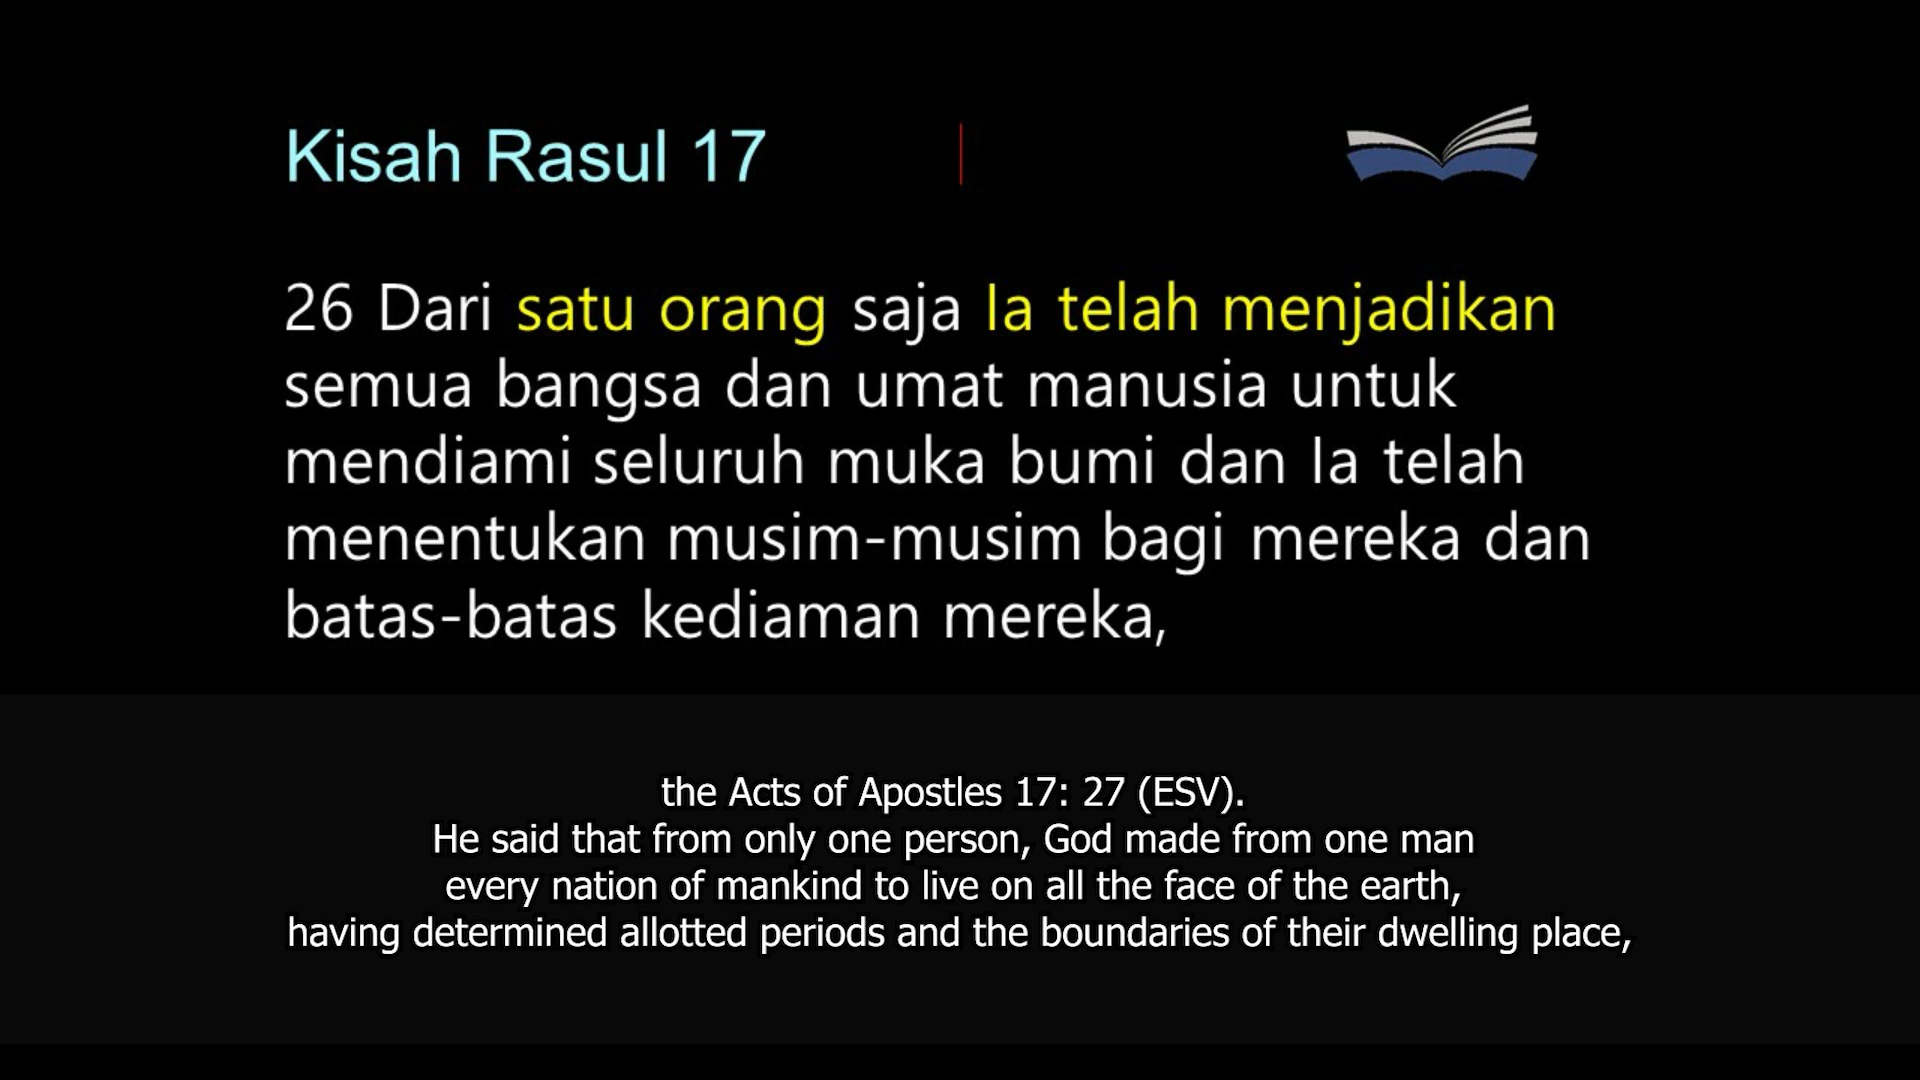 Kisah Rasul 17
26 Dari satu orang saja Ia telah menjadikan
semua bangsa dan umat manusia untuk
mendiami seluruh muka bumi dan Ia telah
menentukan musim-musim bagi mereka dan
batas-batas kediaman mereka,
the Acts of Apostles 17: 27 (ESV).
He said that from only one person, God made from one man
every nation of mankind to live on all the face of the earth,
having determined allotted periods and the boundaries of their dwelling place,